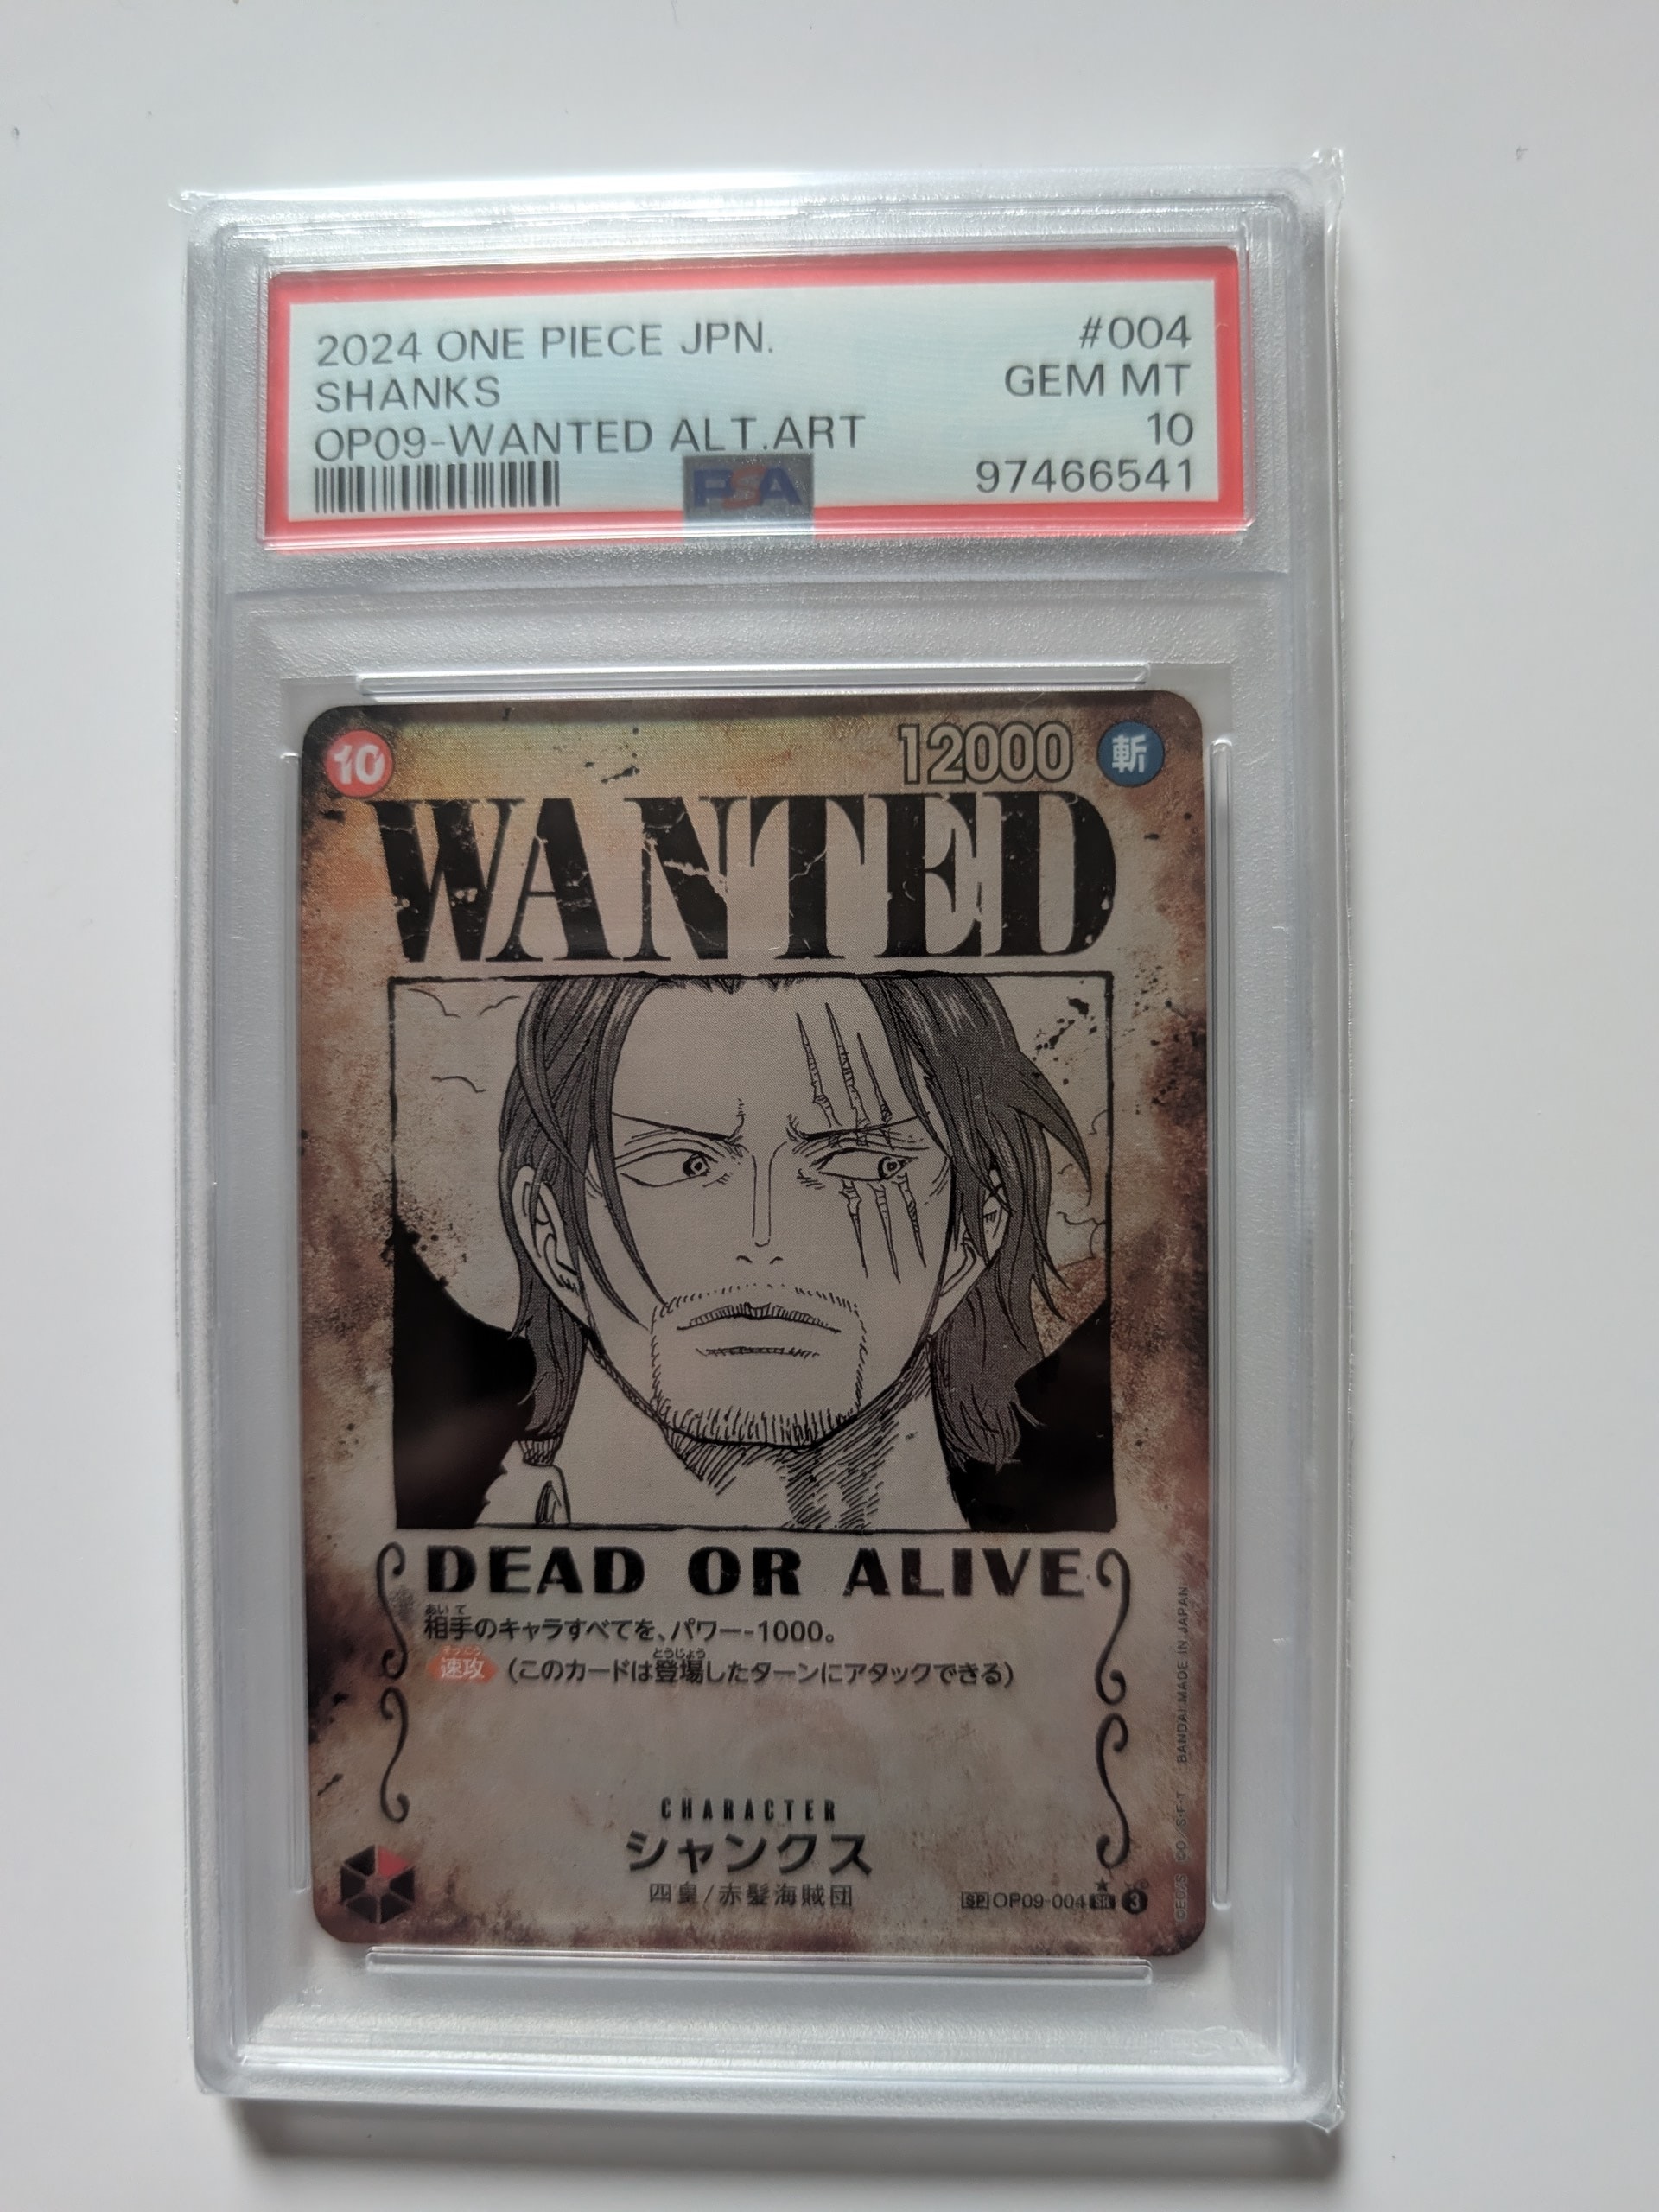 2024 ONE PIECE JPN. #004
SHANKS GEM MT
OP09-WANTED ALT.ART 10
PSA 97466541
10 12000 斬
WANTED
DEAD OR ALIVE
相手のキャラすべてを、パワー-1000。
速攻 (このカードは登場したターンにアタックできる)
CHARACTER
シャンクス
四皇/赤髪海賊団
SP OP09-004 SR 3
BANDAI MADE IN JAPAN